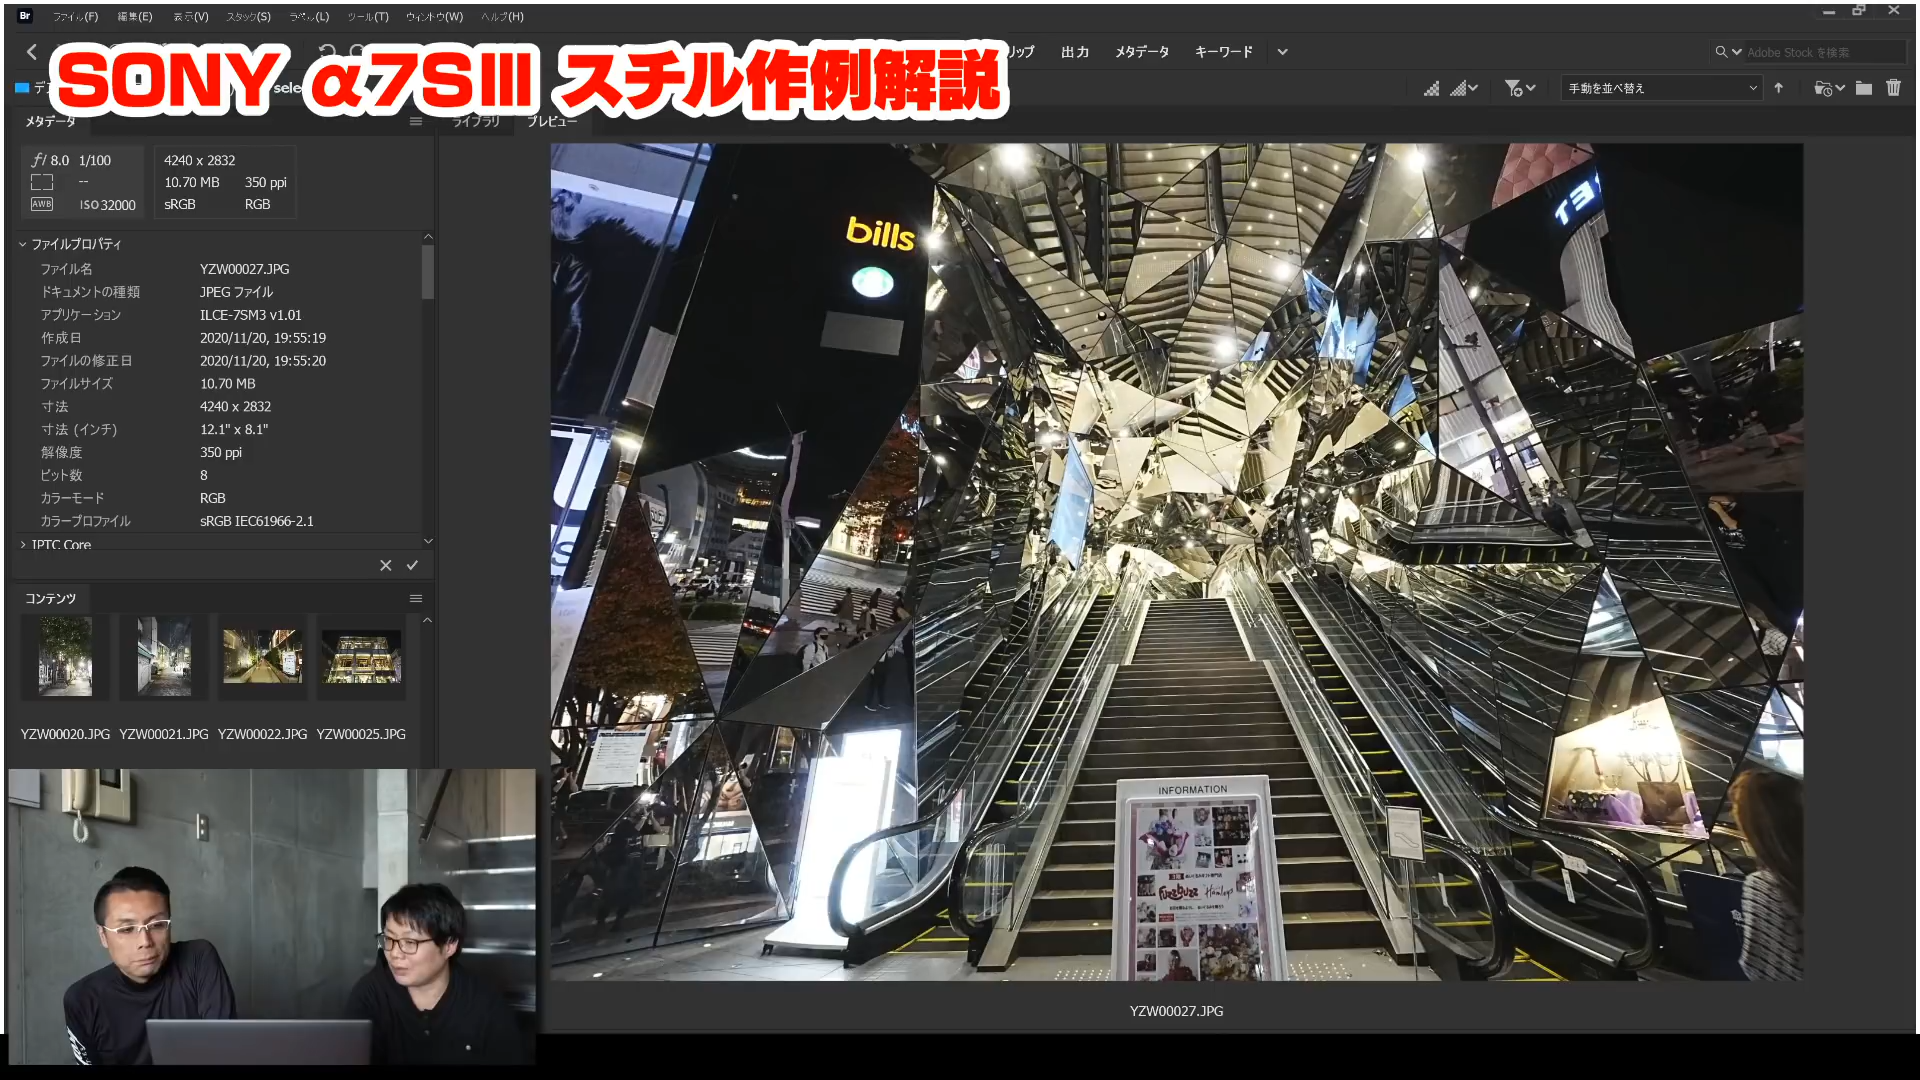 Br ファイル(F) 編集(E) 表示(V) スタック(S) ラベル(L) ツール(T) ウィンドウ(W) ヘルプ(H)
SONY α7SⅢ スチル作例解説
出力 メタデータ キーワード
Adobe Stock を検索
手動を並べ替え
メタデータ
ライブラリ プレビュー
f/ 8.0 1/100
--
AWB ISO 32000
4240 x 2832
10.70 MB 350 ppi
sRGB RGB
ファイルプロパティ
ファイル名 YZW00027.JPG
ドキュメントの種類 JPEG ファイル
アプリケーション ILCE-7SM3 v1.01
作成日 2020/11/20, 19:55:19
ファイルの修正日 2020/11/20, 19:55:20
ファイルサイズ 10.70 MB
寸法 4240 x 2832
寸法 (インチ) 12.1" x 8.1"
解像度 350 ppi
ビット数 8
カラーモード RGB
カラープロファイル sRGB IEC61966-2.1
IPTC Core
コンテンツ
YZW00020.JPG YZW00021.JPG YZW00022.JPG YZW00025.JPG
bills
INFORMATION
Fuzzbuzz
YZW00027.JPG